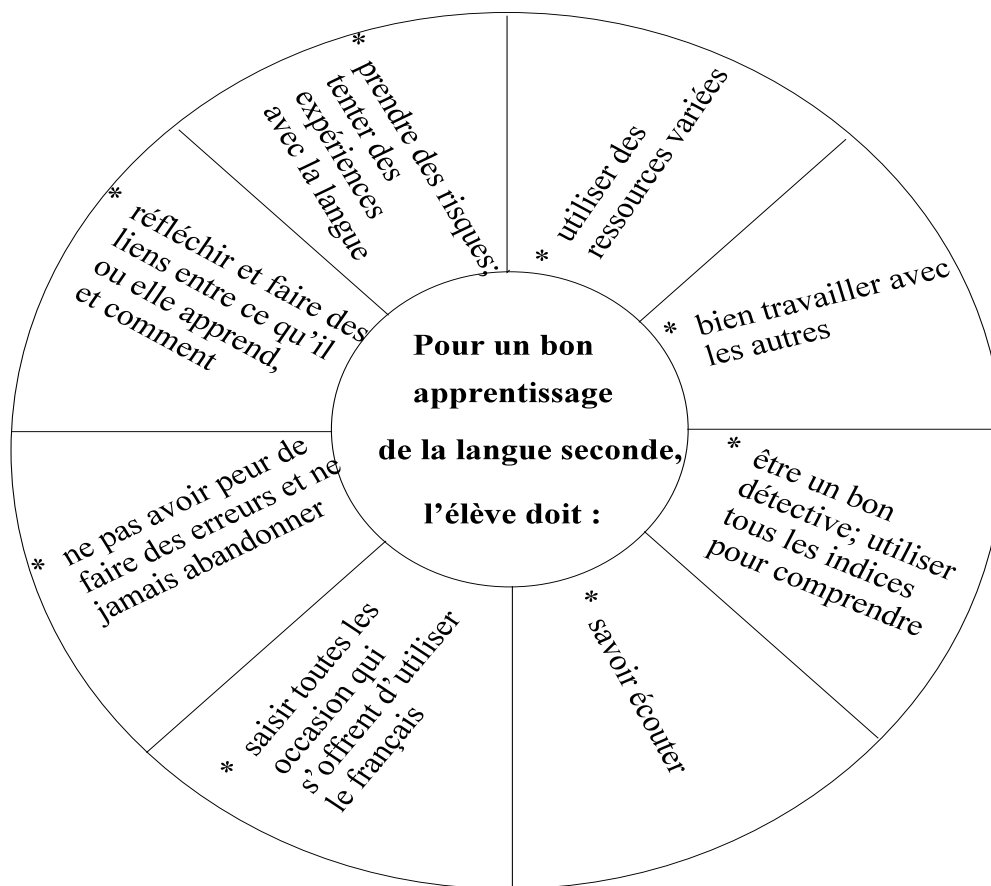 Pour un bon
apprentissage
de la langue seconde,
l’élève doit :
* utiliser des
ressources variées
* bien travailler avec
les autres
* être un bon
détective; utiliser
tous les indices
pour comprendre
* savoir écouter
* saisir toutes les
occasion qui
s’offrent d’utiliser
le français
* ne pas avoir peur de
faire des erreurs et ne
jamais abandonner
* réfléchir et faire des
liens entre ce qu’il
ou elle apprend,
et comment
* prendre des risques;
tenter des
expériences
avec la langue